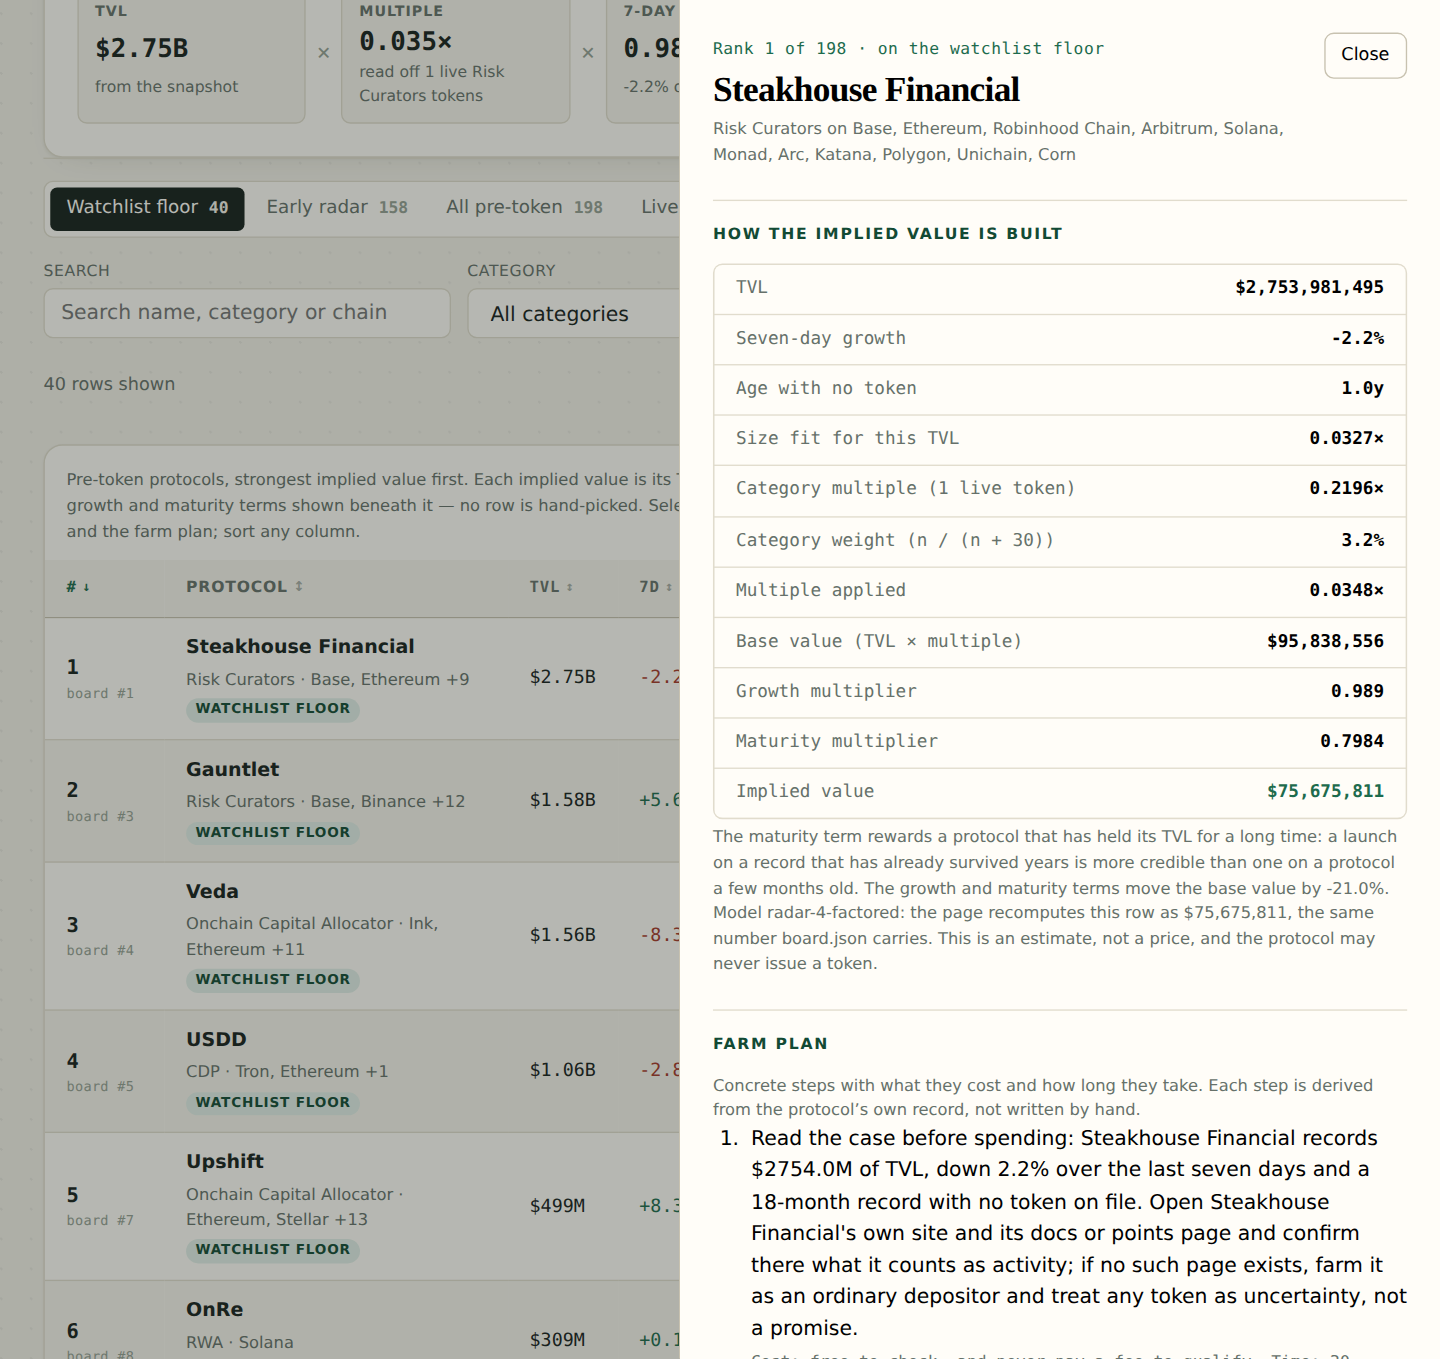 TVL
$2.75B
from the snapshot
×
MULTIPLE
0.035×
read off 1 live Risk
Curators tokens
×
7-DAY
0.98
-2.2%
Watchlist floor 40
Early radar 158
All pre-token 198
Live
SEARCH
Search name, category or chain
CATEGORY
All categories
40 rows shown
Pre-token protocols, strongest implied value first. Each implied value is its
growth and maturity terms shown beneath it — no row is hand-picked. Sele
and the farm plan; sort any column.
# ↓ PROTOCOL ↕ TVL ↕ 7D ↕
1
board #1
Steakhouse Financial
Risk Curators · Base, Ethereum +9
WATCHLIST FLOOR
$2.75B
-2.2
2
board #3
Gauntlet
Risk Curators · Base, Binance +12
WATCHLIST FLOOR
$1.58B
+5.6
3
board #4
Veda
Onchain Capital Allocator · Ink,
Ethereum +11
WATCHLIST FLOOR
$1.56B
-8.3
4
board #5
USDD
CDP · Tron, Ethereum +1
WATCHLIST FLOOR
$1.06B
-2.8
5
board #7
Upshift
Onchain Capital Allocator ·
Ethereum, Stellar +13
WATCHLIST FLOOR
$499M
+8.3
6
board #8
OnRe
RWA · Solana
$309M
+0.1
Rank 1 of 198 · on the watchlist floor
Close
Steakhouse Financial
Risk Curators on Base, Ethereum, Robinhood Chain, Arbitrum, Solana,
Monad, Arc, Katana, Polygon, Unichain, Corn
HOW THE IMPLIED VALUE IS BUILT
TVL $2,753,981,495
Seven-day growth -2.2%
Age with no token 1.0y
Size fit for this TVL 0.0327×
Category multiple (1 live token) 0.2196×
Category weight (n / (n + 30)) 3.2%
Multiple applied 0.0348×
Base value (TVL × multiple) $95,838,556
Growth multiplier 0.989
Maturity multiplier 0.7984
Implied value $75,675,811
The maturity term rewards a protocol that has held its TVL for a long time: a launch
on a record that has already survived years is more credible than one on a protocol
a few months old. The growth and maturity terms move the base value by -21.0%.
Model radar-4-factored: the page recomputes this row as $75,675,811, the same
number board.json carries. This is an estimate, not a price, and the protocol may
never issue a token.
FARM PLAN
Concrete steps with what they cost and how long they take. Each step is derived
from the protocol’s own record, not written by hand.
1. Read the case before spending: Steakhouse Financial records
$2754.0M of TVL, down 2.2% over the last seven days and a
18-month record with no token on file. Open Steakhouse
Financial's own site and its docs or points page and confirm
there what it counts as activity; if no such page exists, farm it
as an ordinary depositor and treat any token as uncertainty, not
a promise.